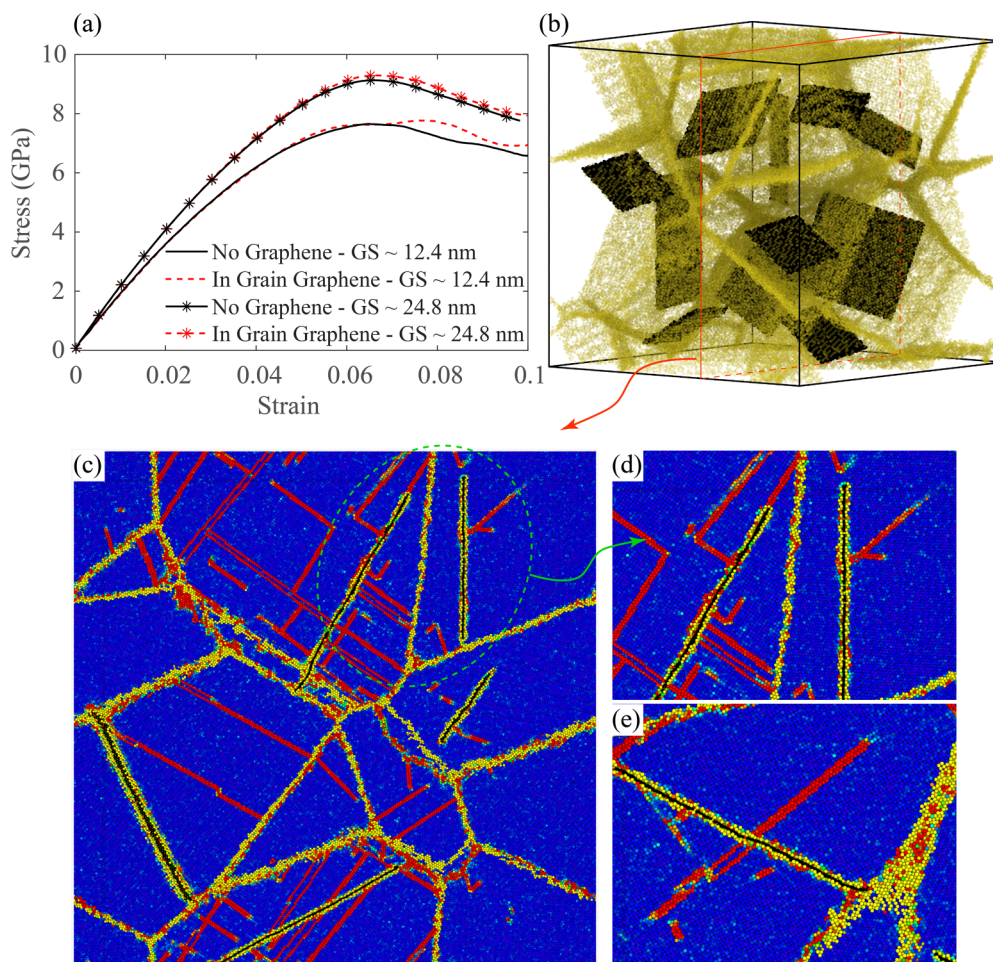 (a)
(b)
10
8
6
4
2
0
Stress (GPa)
No Graphene - GS ~ 12.4 nm
In Grain Graphene - GS ~ 12.4 nm
No Graphene - GS ~ 24.8 nm
In Grain Graphene - GS ~ 24.8 nm
0 0.02 0.04 0.06 0.08 0.1
Strain
(c)
(d)
(e)